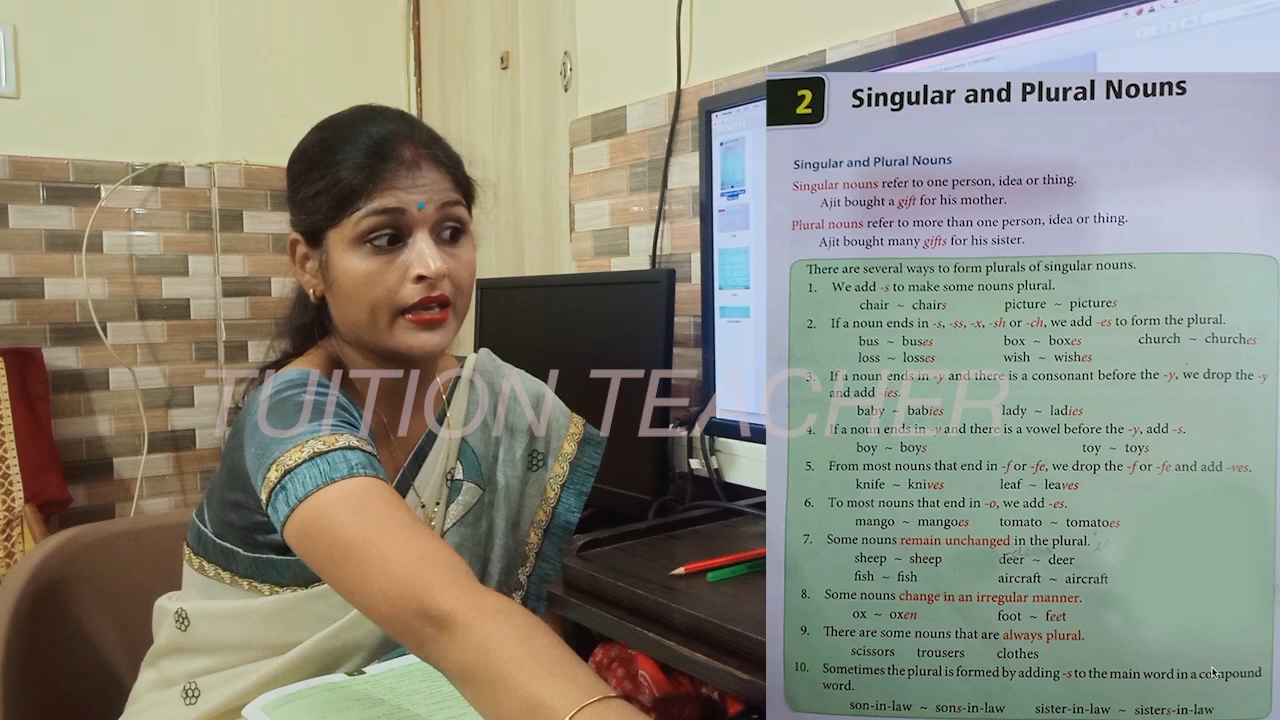 2 Singular and Plural Nouns
Singular and Plural Nouns
Singular nouns refer to one person, idea or thing.
Ajit bought a gift for his mother.
Plural nouns refer to more than one person, idea or thing.
Ajit bought many gifts for his sister.
There are several ways to form plurals of singular nouns.
1. We add -s to make some nouns plural.
chair ~ chairs picture ~ pictures
2. If a noun ends in -s, -ss, -x, -sh or -ch, we add -es to form the plural.
bus ~ buses box ~ boxes church ~ churches
loss ~ losses wish ~ wishes
3. If a noun ends in -y and there is a consonant before the -y, we drop the -y
and add -ies.
baby ~ babies lady ~ ladies
4. If a noun ends in -y and there is a vowel before the -y, add -s.
boy ~ boys toy ~ toys
5. From most nouns that end in -f or -fe, we drop the -f or -fe and add -ves.
knife ~ knives leaf ~ leaves
6. To most nouns that end in -o, we add -es.
mango ~ mangoes tomato ~ tomatoes
7. Some nouns remain unchanged in the plural.
sheep ~ sheep deer ~ deer
fish ~ fish aircraft ~ aircraft
8. Some nouns change in an irregular manner.
ox ~ oxen foot ~ feet
9. There are some nouns that are always plural.
scissors trousers clothes
10. Sometimes the plural is formed by adding -s to the main word in a compound
word.
son-in-law ~ sons-in-law sister-in-law ~ sisters-in-law
TUITION TEACHER